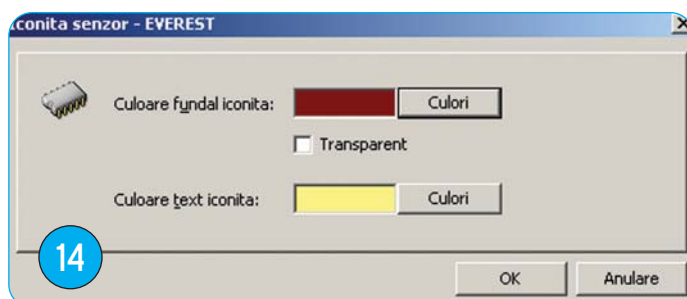 Iconita senzor - EVEREST
Culoare fundal iconita:
Culori
Transparent
Culoare text iconita:
Culori
14
OK
Anulare